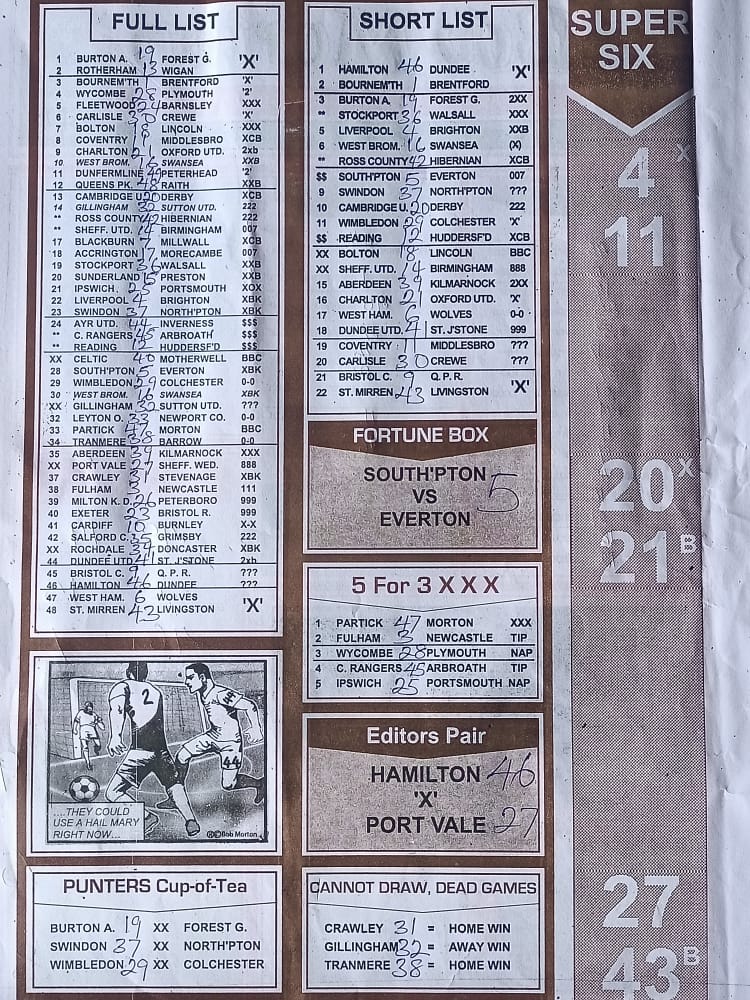 FULL LIST
1 BURTON A. 19 FOREST G. 'X'
2 ROTHERHAM 13 WIGAN
3 BOURNEM'TH 1 BRENTFORD 'X'
4 WYCOMBE 28 PLYMOUTH '2'
5 FLEETWOOD 24 BARNSLEY XXX
6 CARLISLE 30 CREWE 'X'
7 BOLTON 18 LINCOLN XXX
8 COVENTRY 11 MIDDLESBRO XCB
9 CHARLTON 21 OXFORD UTD. 2xb
10 WEST BROM. 16 SWANSEA XXB
11 DUNFERMLINE 44 PETERHEAD '2'
12 QUEENS PK. 48 RAITH XXB
13 CAMBRIDGE U. 20 DERBY XCB
14 GILLINGHAM 32 SUTTON UTD. 222
** ROSS COUNTY 42 HIBERNIAN 222
** SHEFF. UTD. 14 BIRMINGHAM 007
17 BLACKBURN 7 MILLWALL XCB
18 ACCRINGTON 17 MORECAMBE 007
19 STOCKPORT 36 WALSALL XXB
20 SUNDERLAND 15 PRESTON XXB
21 IPSWICH 25 PORTSMOUTH XOX
22 LIVERPOOL 4 BRIGHTON XBK
23 SWINDON 37 NORTH'PTON XBK
24 AYR UTD. 44 INVERNESS $$$
** C. RANGERS 45 ARBROATH $$$
** READING 12 HUDDERSF'D $$$
XX CELTIC 40 MOTHERWELL BBC
28 SOUTH'PTON 5 EVERTON XBK
29 WIMBLEDON 29 COLCHESTER 0-0
30 WEST BROM. 16 SWANSEA XBK
XX GILLINGHAM 32 SUTTON UTD. ???
32 LEYTON O. 33 NEWPORT CO. 0-0
33 PARTICK 47 MORTON BBC
34 TRANMERE 38 BARROW 0-0
35 ABERDEEN 39 KILMARNOCK XXX
XX PORT VALE 27 SHEFF. WED. 888
37 CRAWLEY 31 STEVENAGE XBK
38 FULHAM 3 NEWCASTLE 111
39 MILTON K. D. 26 PETERBORO 999
40 EXETER 23 BRISTOL R. 999
41 CARDIFF 10 BURNLEY X-X
42 SALFORD C. 35 GRIMSBY 222
XX ROCHDALE 34 DONCASTER XBK
44 DUNDEE UTD 41 ST. J'STONE 2xb
45 BRISTOL C. 9 Q. P. R. ???
46 HAMILTON 46 DUNDEE ???
47 WEST HAM. 6 WOLVES 'X'
48 ST. MIRREN 43 LIVINGSTON
....THEY COULD
USE A HAIL MARY
RIGHT NOW...
2
44
©Bob Morton
PUNTERS Cup-of-Tea
BURTON A. 19 XX FOREST G.
SWINDON 37 XX NORTH'PTON
WIMBLEDON 29 XX COLCHESTER
SHORT LIST
1 HAMILTON 46 DUNDEE 'X'
2 BOURNEMTH 1 BRENTFORD
3 BURTON A. 19 FOREST G. 2XX
** STOCKPORT 36 WALSALL XXX
5 LIVERPOOL 4 BRIGHTON XXB
6 WEST BROM. 16 SWANSEA (X)
** ROSS COUNTY 42 HIBERNIAN XCB
$$ SOUTH'PTON 5 EVERTON 007
9 SWINDON 37 NORTH'PTON ???
10 CAMBRIDGE U. 20 DERBY 222
11 WIMBLEDON 29 COLCHESTER 'X'
$$ READING 12 HUDDERSF'D XCB
XX BOLTON 18 LINCOLN BBC
XX SHEFF. UTD. 14 BIRMINGHAM 888
15 ABERDEEN 39 KILMARNOCK 2XX
16 CHARLTON 21 OXFORD UTD. 'X'
17 WEST HAM. 6 WOLVES 0-0
18 DUNDEE UTD. 41 ST. J'STONE 999
19 COVENTRY 11 MIDDLESBRO ???
20 CARLISLE 30 CREWE ???
21 BRISTOL C. 9 Q. P. R. 'X'
22 ST. MIRREN 43 LIVINGSTON
FORTUNE BOX
SOUTH'PTON 5
VS
EVERTON
5 For 3 X X X
1 PARTICK 47 MORTON XXX
2 FULHAM 3 NEWCASTLE TIP
3 WYCOMBE 28 PLYMOUTH NAP
4 C. RANGERS 45 ARBROATH TIP
5 IPSWICH 25 PORTSMOUTH NAP
Editors Pair
HAMILTON 46
'X'
PORT VALE 27
CANNOT DRAW, DEAD GAMES
CRAWLEY 31 = HOME WIN
GILLINGHAM 32 = AWAY WIN
TRANMERE 38 = HOME WIN
SUPER
SIX
4 X
11
20 X
21 B
27
43 B